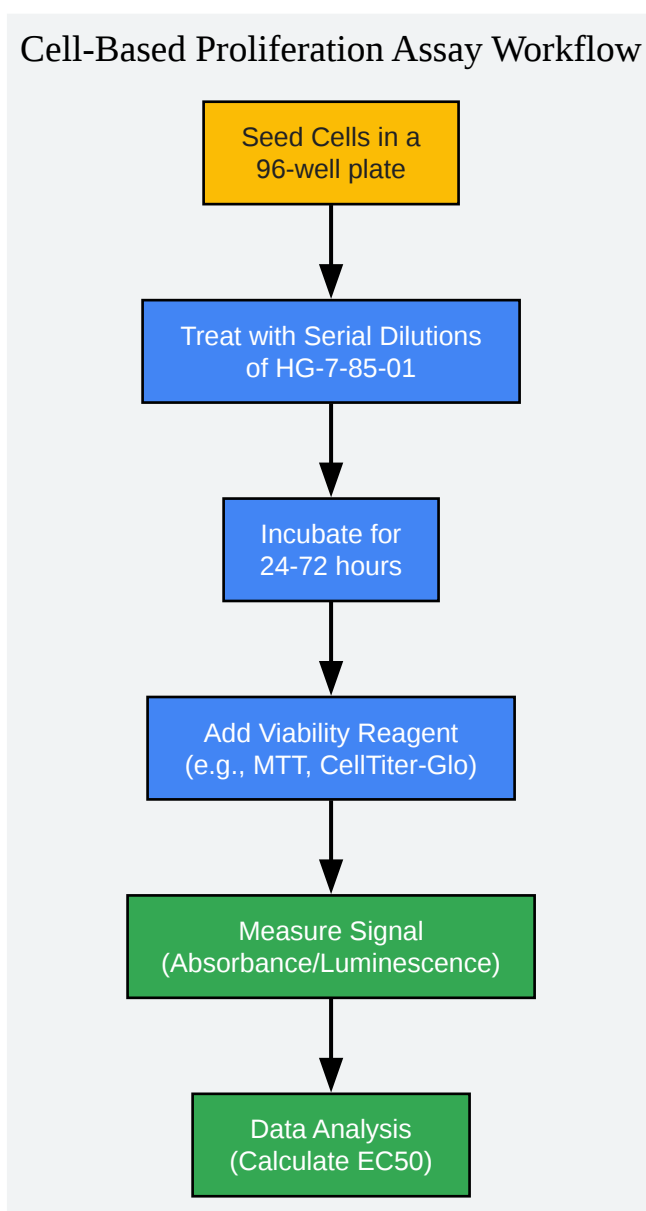 Cell-Based Proliferation Assay Workflow
Seed Cells in a
96-well plate
Treat with Serial Dilutions
of HG-7-85-01
Incubate for
24-72 hours
Add Viability Reagent
(e.g., MTT, CellTiter-Glo)
Measure Signal
(Absorbance/Luminescence)
Data Analysis
(Calculate EC50)